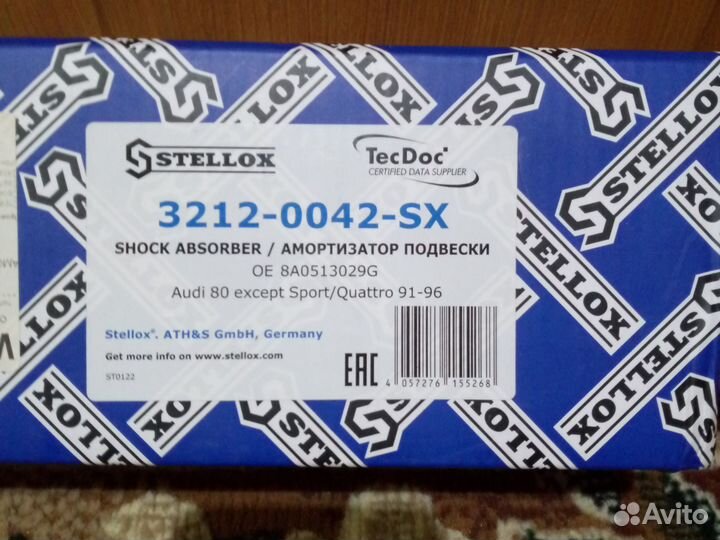 STELLOX
TecDoc
CERTIFIED DATA SUPPLIER
3212-0042-SX
SHOCK ABSORBER / АМОРТИЗАТОР ПОДВЕСКИ
OE 8A0513029G
Audi 80 except Sport/Quattro 91-96
Stellox®. ATH&S GmbH, Germany
Get more info on www.stellox.com
ST0122
EAC
4 057276 155268
STELLOX
STELLOX
STELLOX
STELLOX
STELLOX
Avito